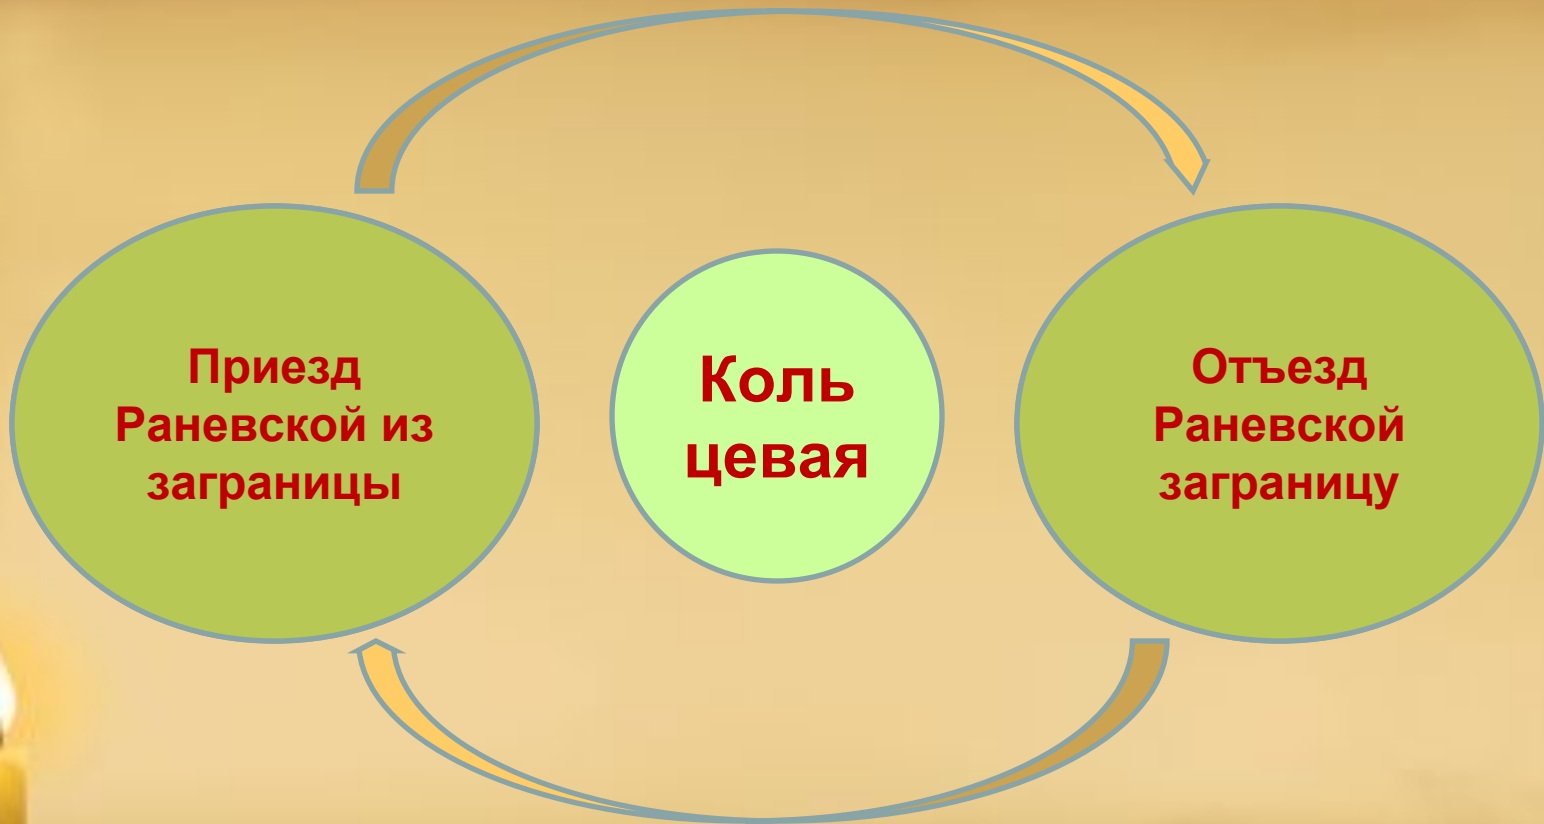 Приезд
Раневской из
заграницы
Коль
цевая
Отъезд
Раневской
заграницу